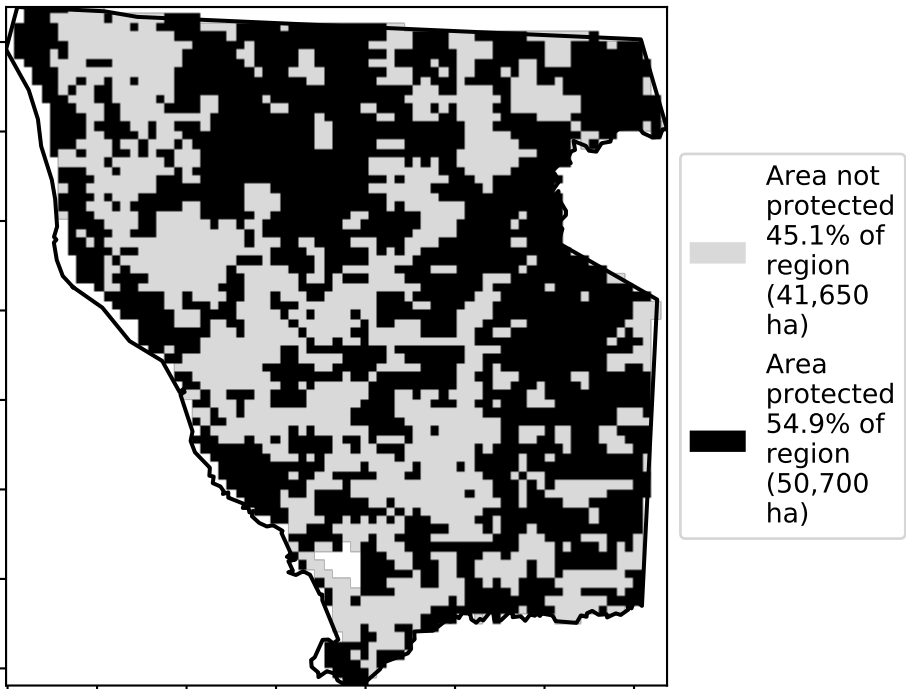 Area not
protected
45.1% of
region
(41,650
ha)
Area
protected
54.9% of
region
(50,700
ha)